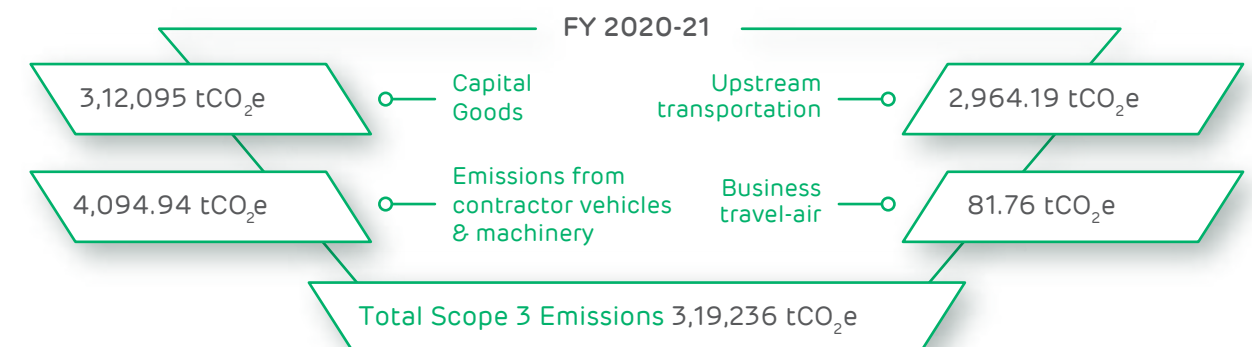 FY 2020-21
3,12,095 tCO₂e
Capital
Goods
Upstream
transportation
2,964.19 tCO₂e
4,094.94 tCO₂e
Emissions from
contractor vehicles
& machinery
Business
travel-air
81.76 tCO₂e
Total Scope 3 Emissions 3,19,236 tCO₂e